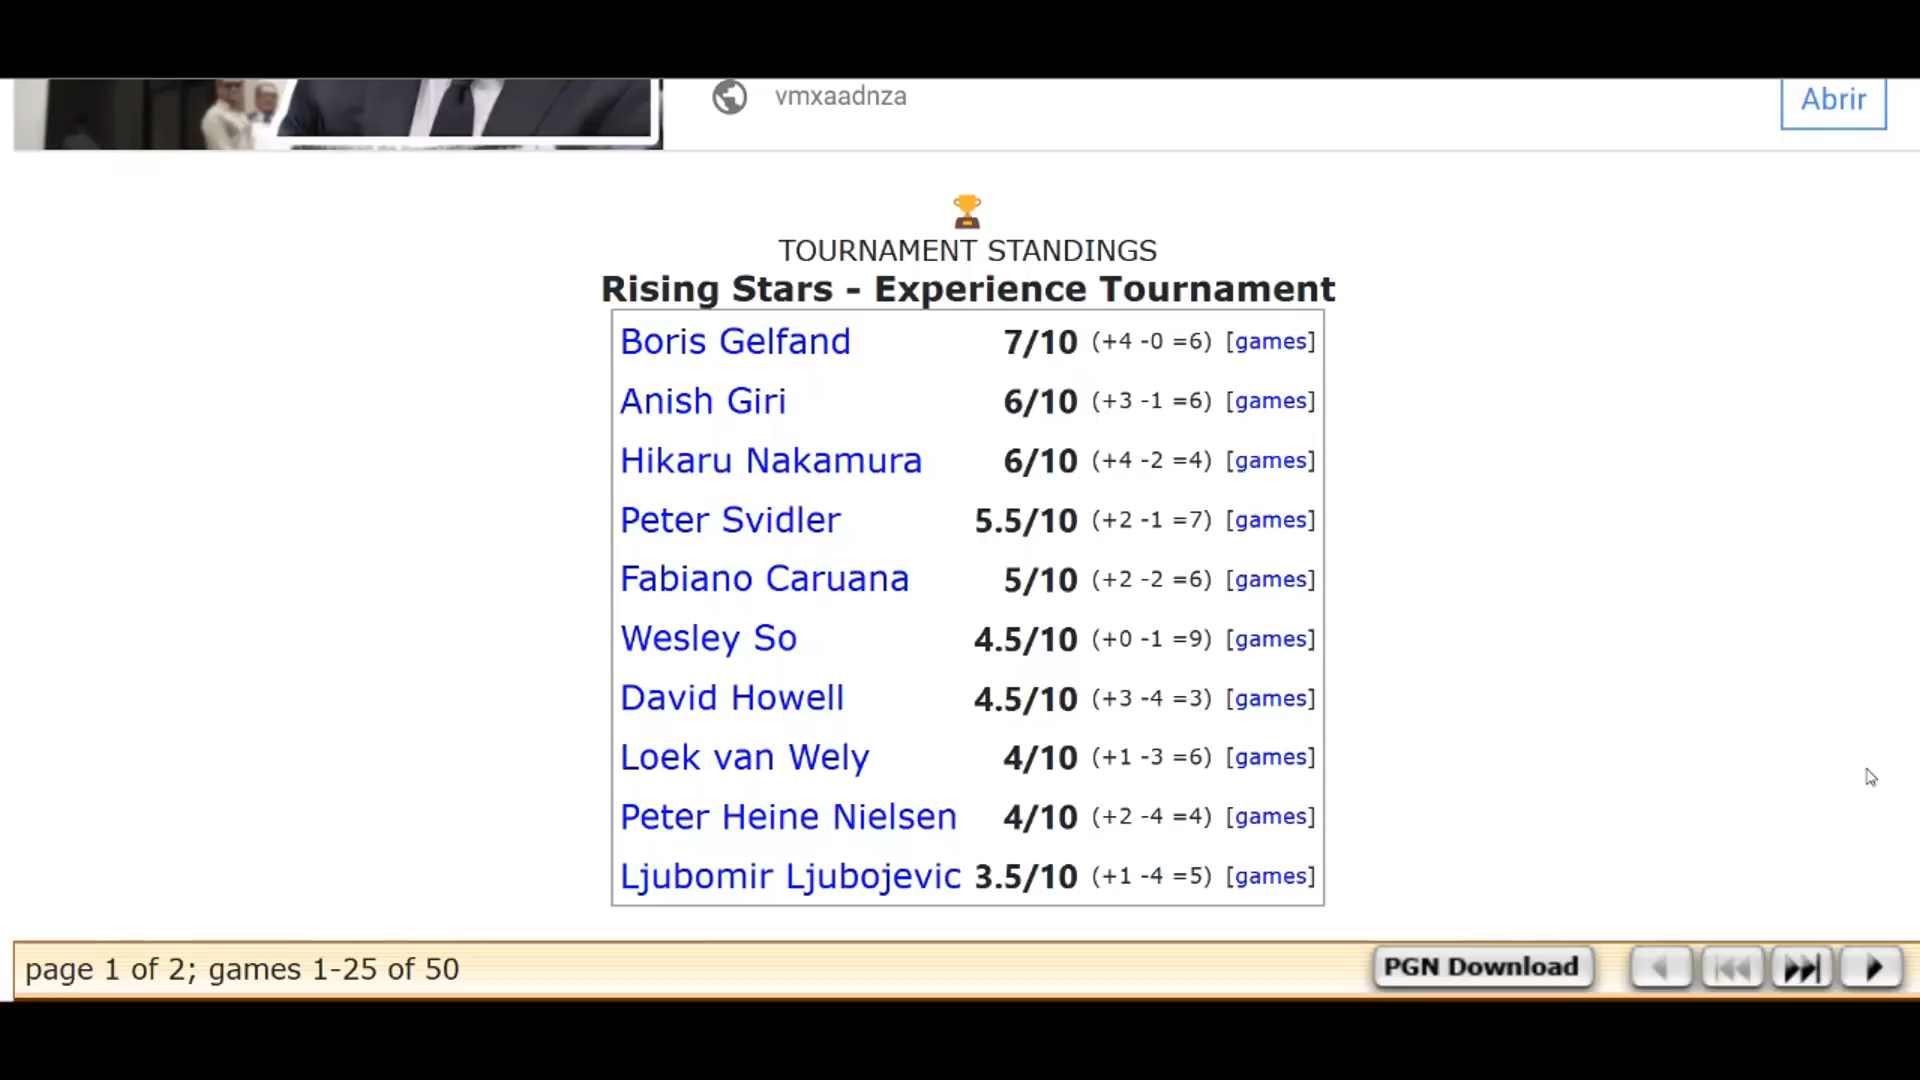 vmxaadnza
Abrir
TOURNAMENT STANDINGS
Rising Stars - Experience Tournament
Boris Gelfand 7/10 (+4 -0 =6) [games]
Anish Giri 6/10 (+3 -1 =6) [games]
Hikaru Nakamura 6/10 (+4 -2 =4) [games]
Peter Svidler 5.5/10 (+2 -1 =7) [games]
Fabiano Caruana 5/10 (+2 -2 =6) [games]
Wesley So 4.5/10 (+0 -1 =9) [games]
David Howell 4.5/10 (+3 -4 =3) [games]
Loek van Wely 4/10 (+1 -3 =6) [games]
Peter Heine Nielsen 4/10 (+2 -4 =4) [games]
Ljubomir Ljubojevic 3.5/10 (+1 -4 =5) [games]
page 1 of 2; games 1-25 of 50 PGN Download